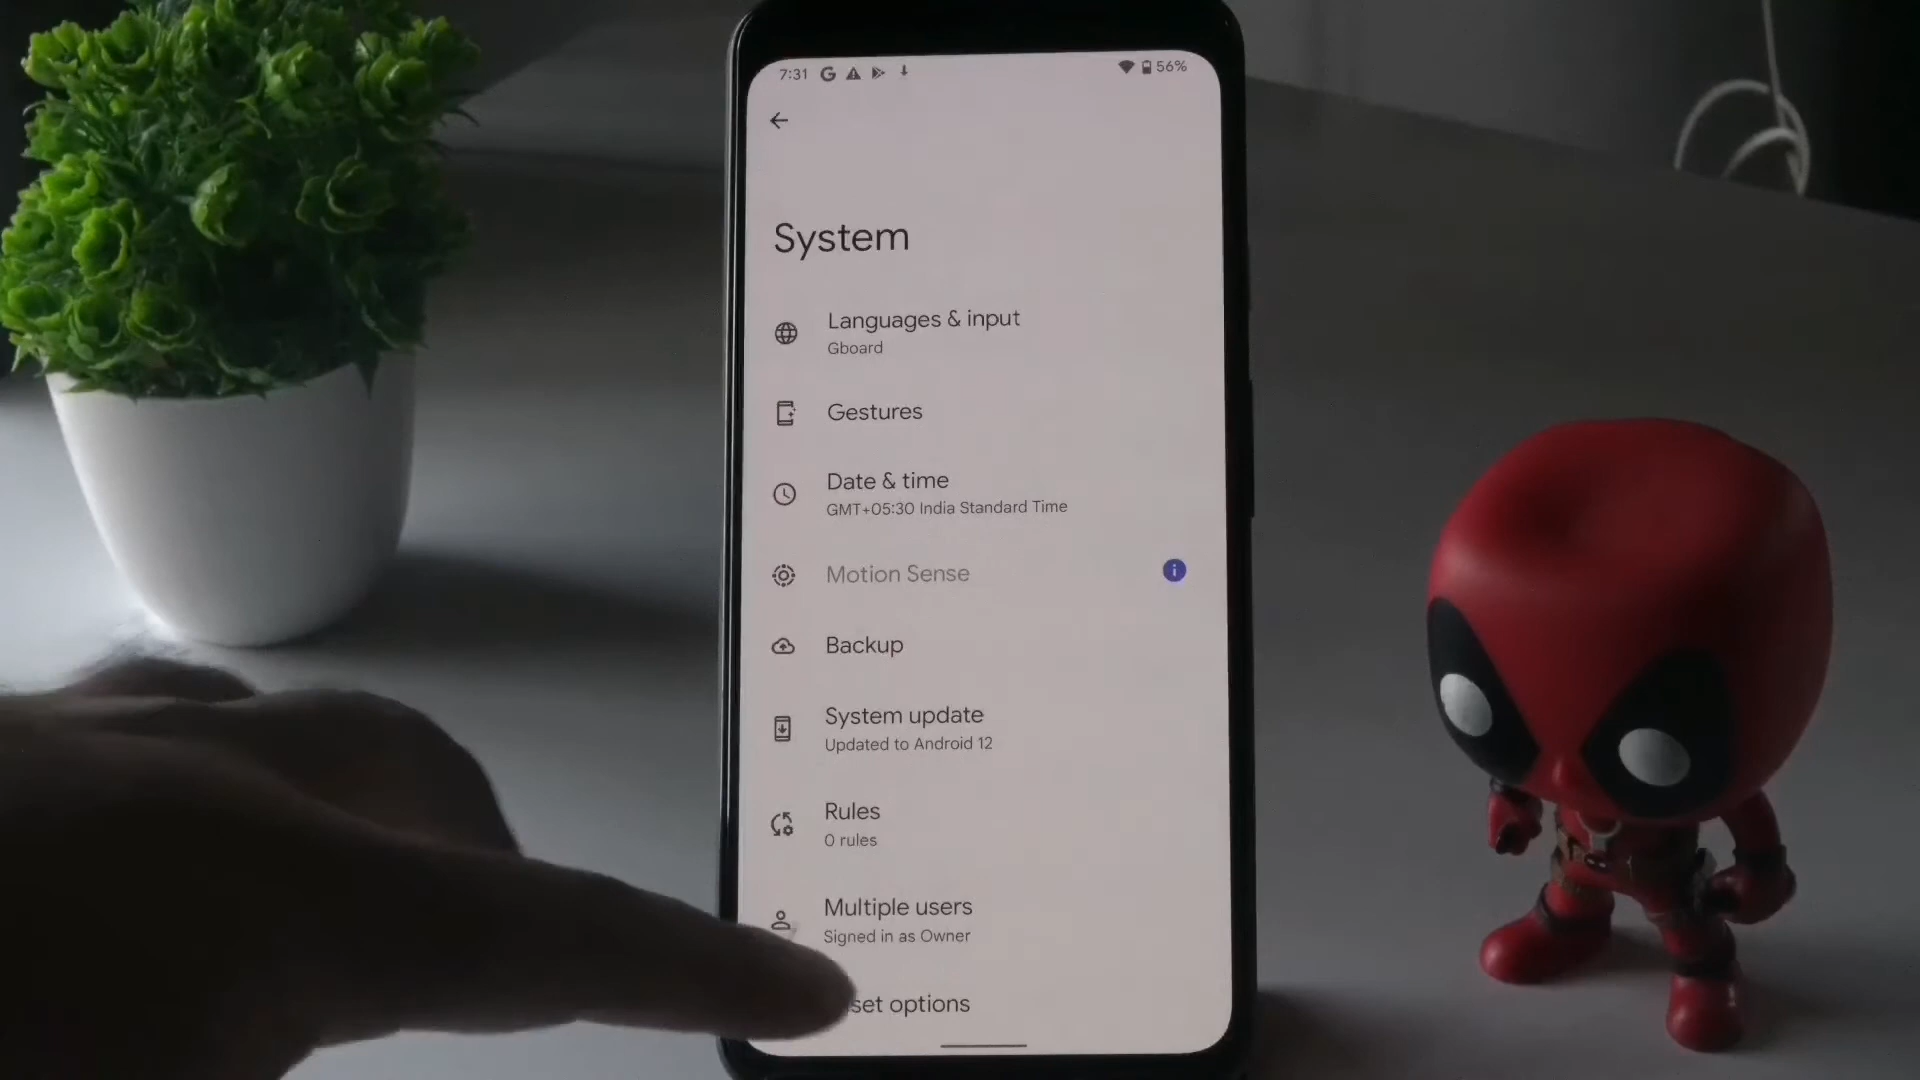 7:31 G 56%
System
Languages & input
Gboard
Gestures
Date & time
GMT+05:30 India Standard Time
Motion Sense
Backup
System update
Updated to Android 12
Rules
0 rules
Multiple users
Signed in as Owner
set options